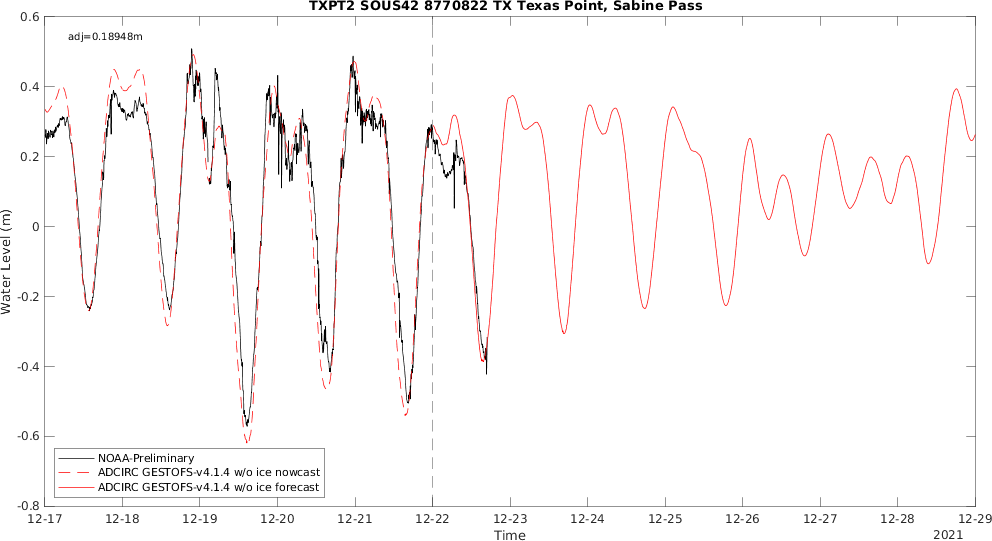 TXPT2 SOUS42 8770822 TX Texas Point, Sabine Pass
adj=0.18948m
0.6
0.4
0.2
0
-0.2
-0.4
-0.6
-0.8
Water Level (m)
NOAA-Preliminary
ADCIRC GESTOFS-v4.1.4 w/o ice nowcast
ADCIRC GESTOFS-v4.1.4 w/o ice forecast
12-17 12-18 12-19 12-20 12-21 12-22 12-23 12-24 12-25 12-26 12-27 12-28 12-29
Time
2021